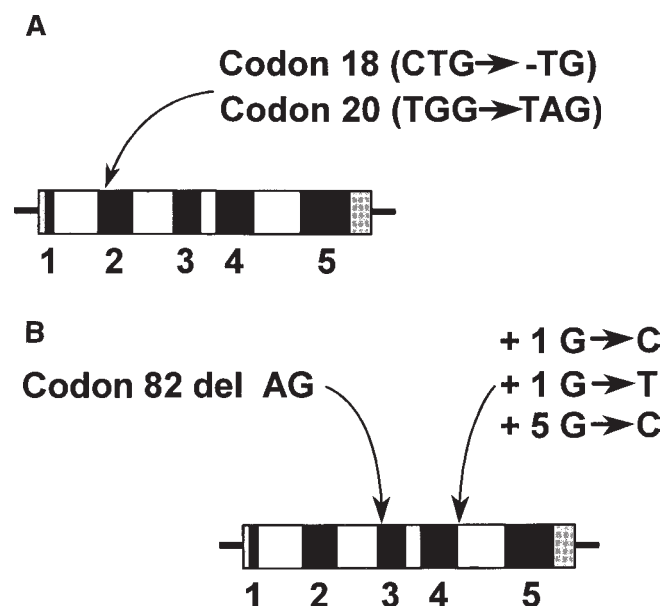 A
Codon 18 (CTG→ -TG)
Codon 20 (TGG→TAG)
1 2 3 4 5
B
+ 1 G→C
Codon 82 del AG
+ 1 G→T
+ 5 G→C
1 2 3 4 5